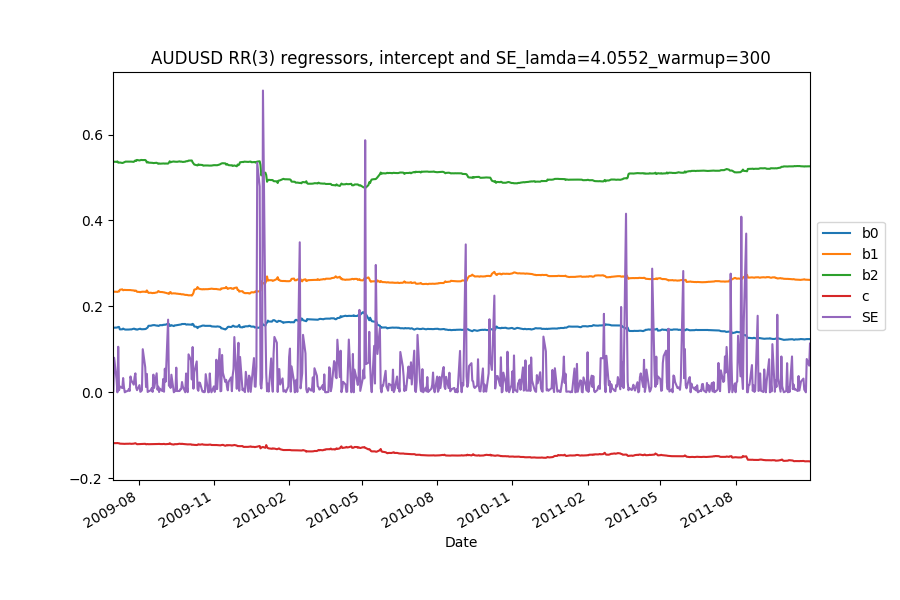 AUDUSD RR(3) regressors, intercept and SE_lamda=4.0552_warmup=300
0.6
0.4
0.2
0.0
−0.2
2009-08
2009-11
2010-02
2010-05
2010-08
2010-11
2011-02
2011-05
2011-08
Date
b0
b1
b2
c
SE